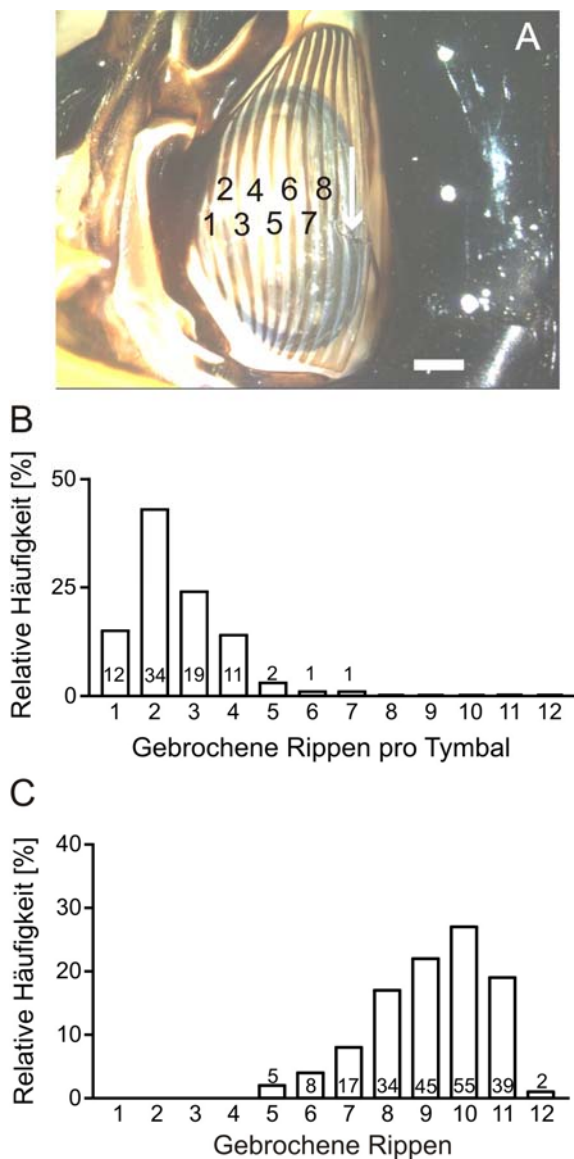 A
2 4 6 8
1 3 5 7
B
Relative Häufigkeit [%]
50
25
0
12 34 19 11 2 1 1
1 2 3 4 5 6 7 8 9 10 11 12
Gebrochene Rippen pro Tymbal
C
Relative Häufigkeit [%]
40
30
20
10
0
5 8 17 34 45 55 39 2
1 2 3 4 5 6 7 8 9 10 11 12
Gebrochene Rippen